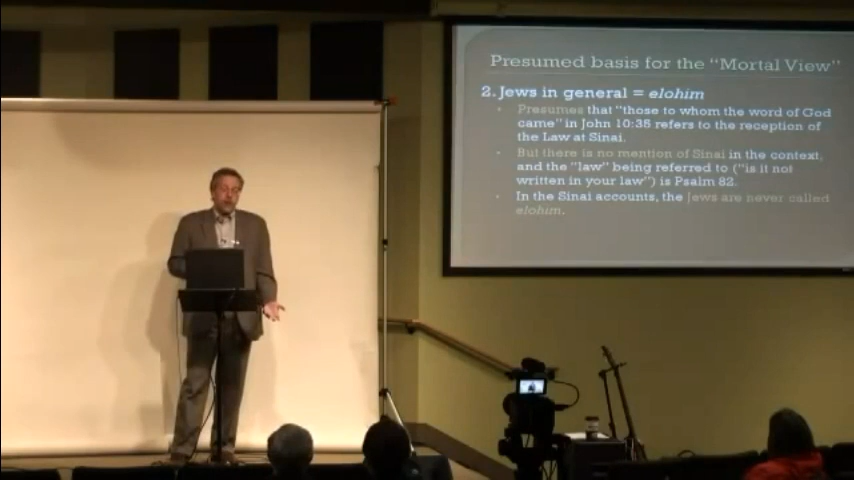 Presumed basis for the “Mortal View”
2. Jews in general = elohim
• Presumes that “those to whom the word of God
came” in John 10:35 refers to the reception of
the Law at Sinai.
• But there is no mention of Sinai in the context,
and the “law” being referred to (“is it not
written in your law”) is Psalm 82.
• In the Sinai accounts, the Jews are never called
elohim.